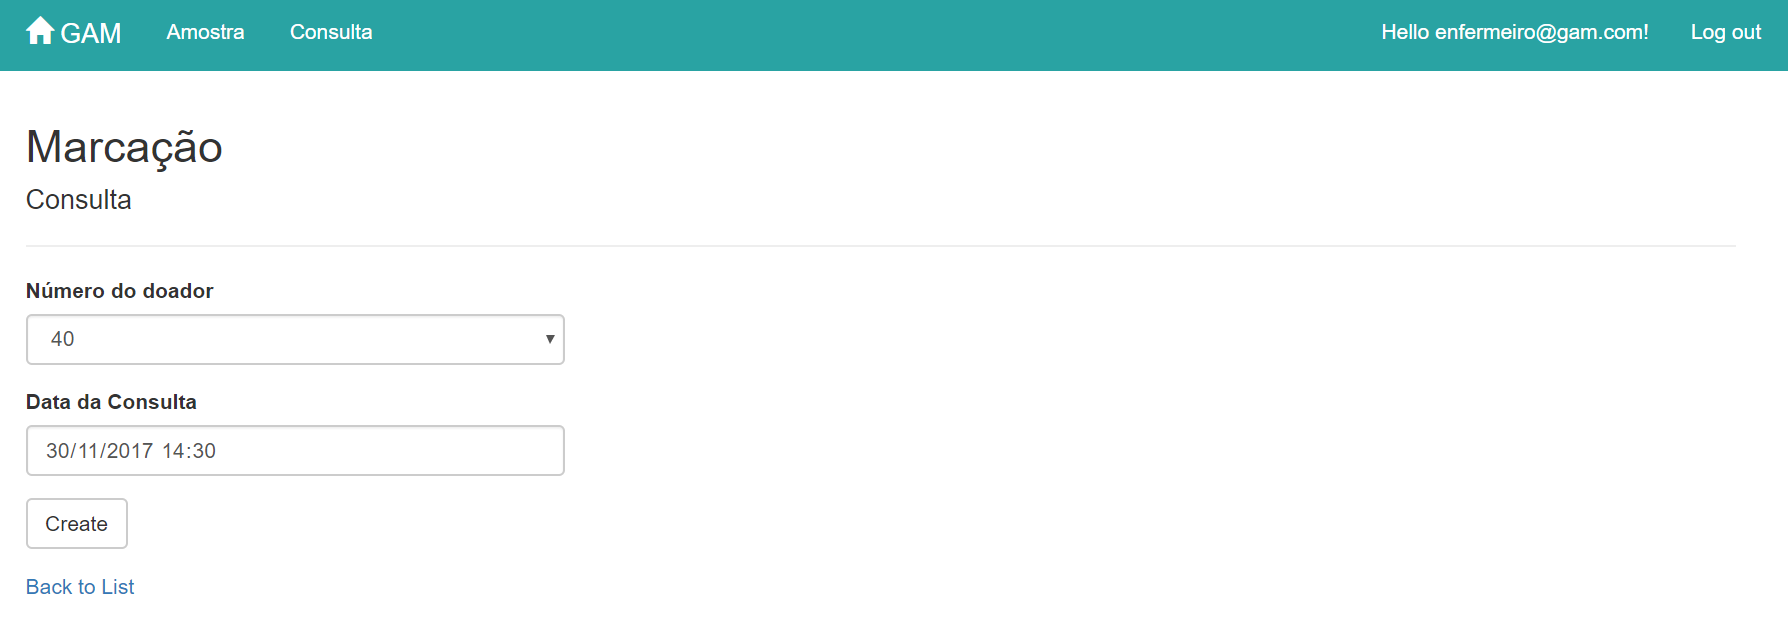 GAM Amostra Consulta Hello enfermeiro@gam.com! Log out
Marcação
Consulta
Número do doador
40
Data da Consulta
30/11/2017 14:30
Create
Back to List